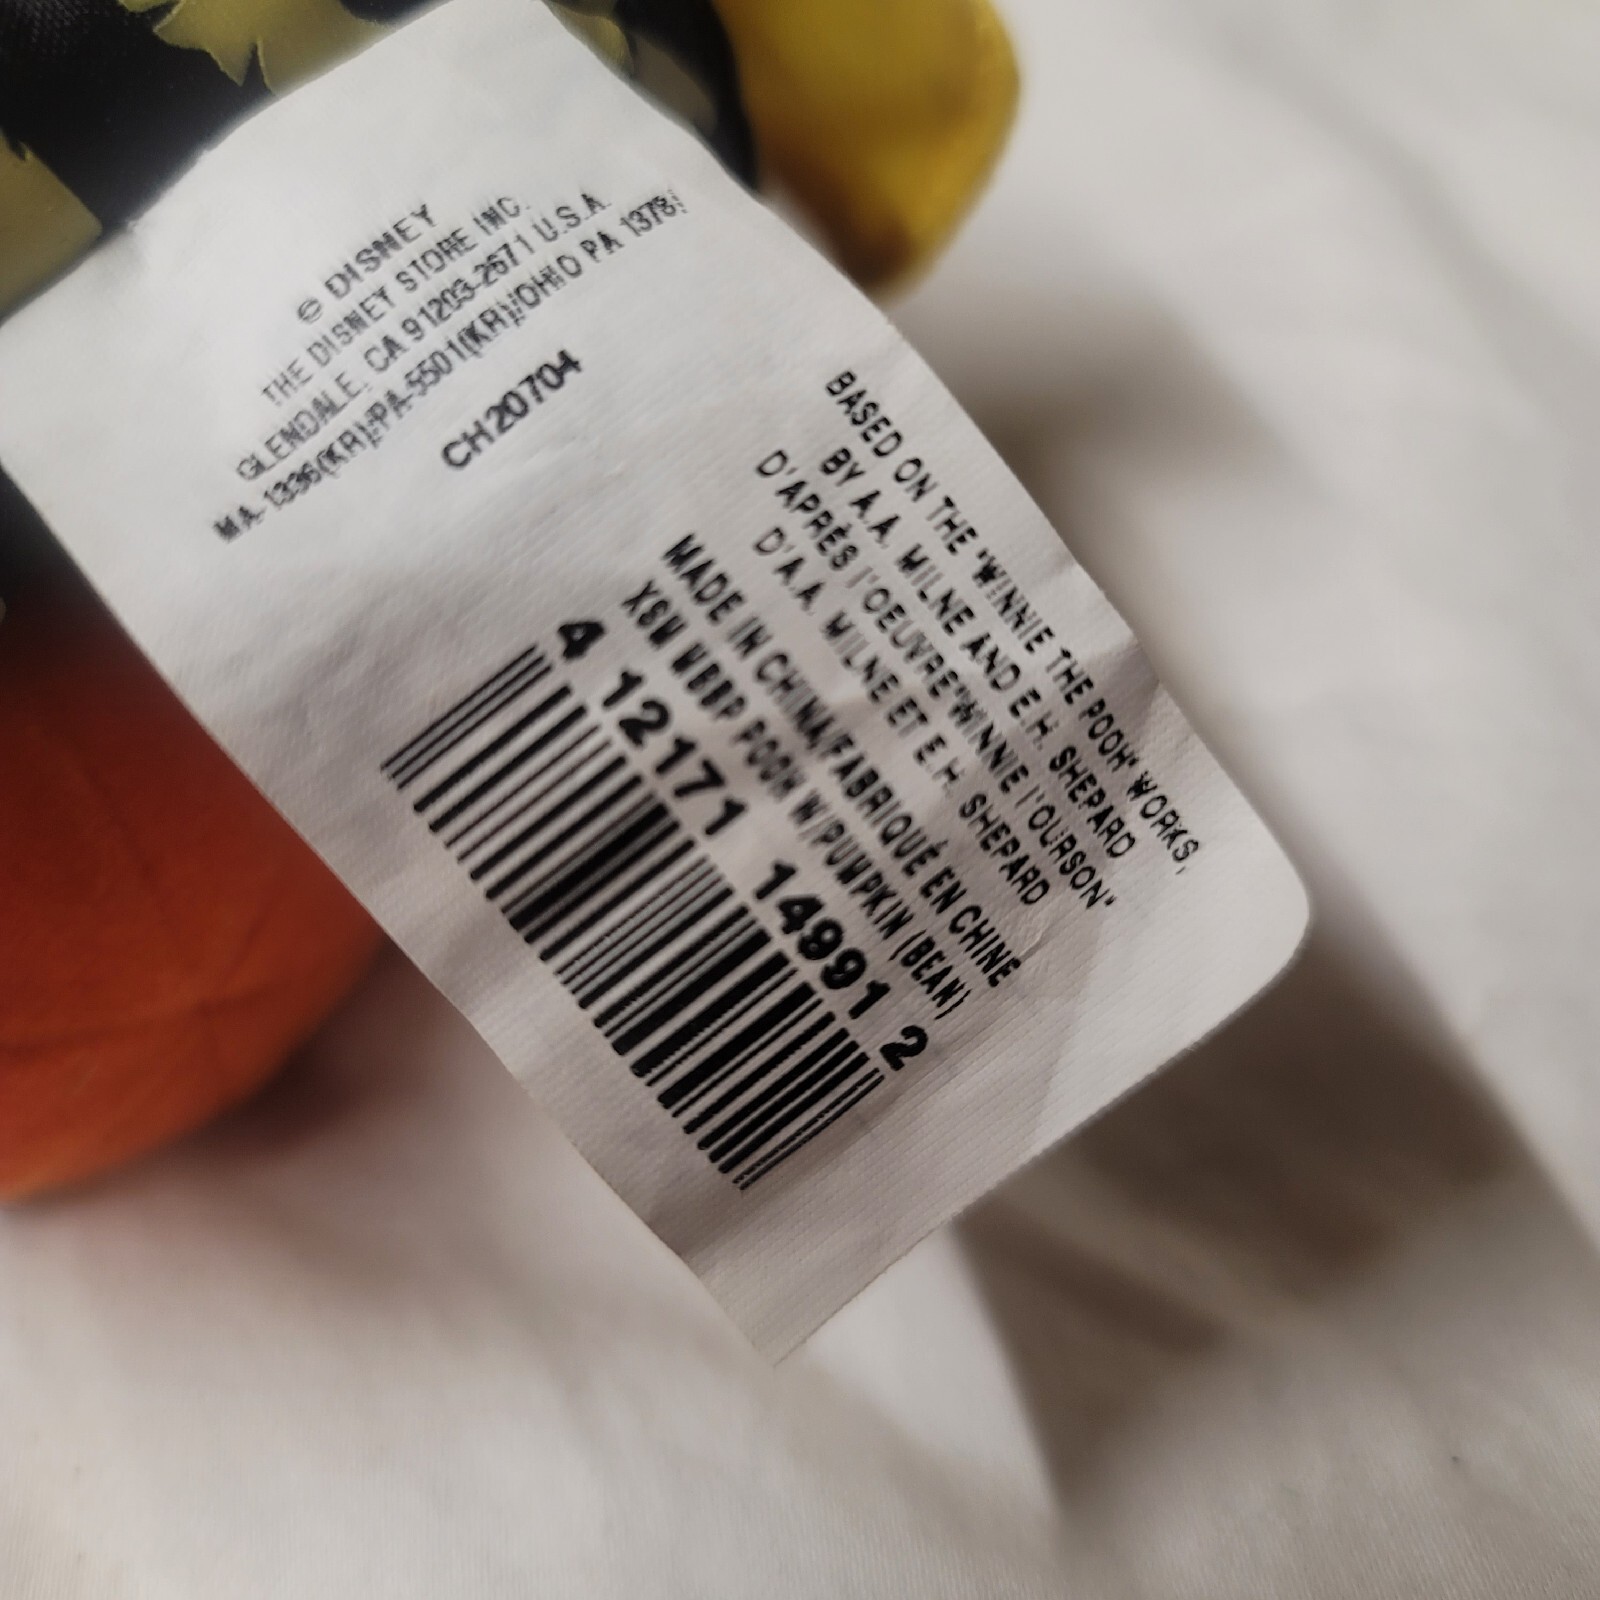 © DISNEY
THE DISNEY STORE INC.
GLENDALE, CA 91203-2671 U.S.A.
MA-1336(KR)/PA-5501(KR)/OHIO PA 1378
CH20704
BASED ON THE "WINNIE THE POOH" WORKS,
BY A.A. MILNE AND E.H. SHEPARD
D'APRÈS l'OEUVRE"WINNIE l'OURSON"
D'A.A. MILNE ET E.H. SHEPARD
MADE IN CHINA/FABRIQUÉ EN CHINE
XSM WBBP POOH W/PUMPKIN (BEAN)
4 12171 14991 2